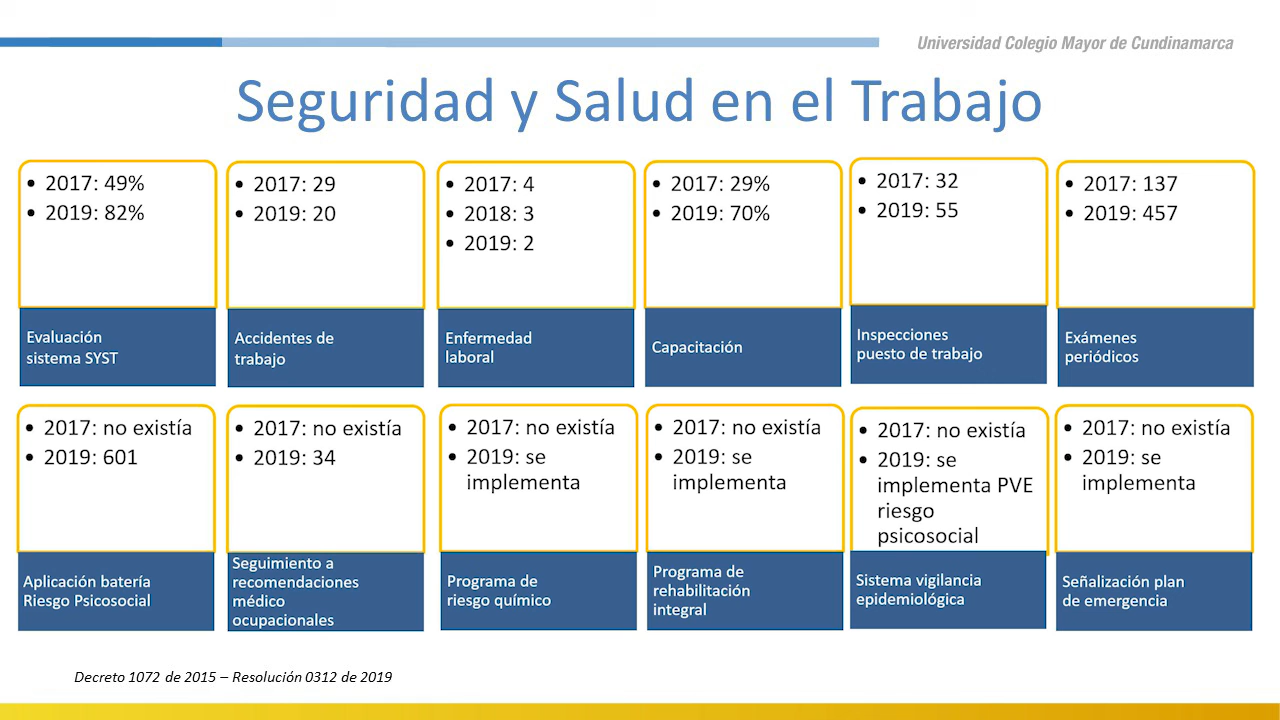 Universidad Colegio Mayor de Cundinamarca
Seguridad y Salud en el Trabajo
• 2017: 49%
• 2019: 82%
Evaluación
sistema SYST
• 2017: 29
• 2019: 20
Accidentes de
trabajo
• 2017: 4
• 2018: 3
• 2019: 2
Enfermedad
laboral
• 2017: 29%
• 2019: 70%
Capacitación
• 2017: 32
• 2019: 55
Inspecciones
puesto de trabajo
• 2017: 137
• 2019: 457
Exámenes
periódicos
• 2017: no existía
• 2019: 601
Aplicación batería
Riesgo Psicosocial
• 2017: no existía
• 2019: 34
Seguimiento a
recomendaciones
médico
ocupacionales
• 2017: no existía
• 2019: se
implementa
Programa de
riesgo químico
• 2017: no existía
• 2019: se
implementa
Programa de
rehabilitación
integral
• 2017: no existía
• 2019: se
implementa PVE
riesgo
psicosocial
Sistema vigilancia
epidemiológica
• 2017: no existía
• 2019: se
implementa
Señalización plan
de emergencia
Decreto 1072 de 2015 – Resolución 0312 de 2019